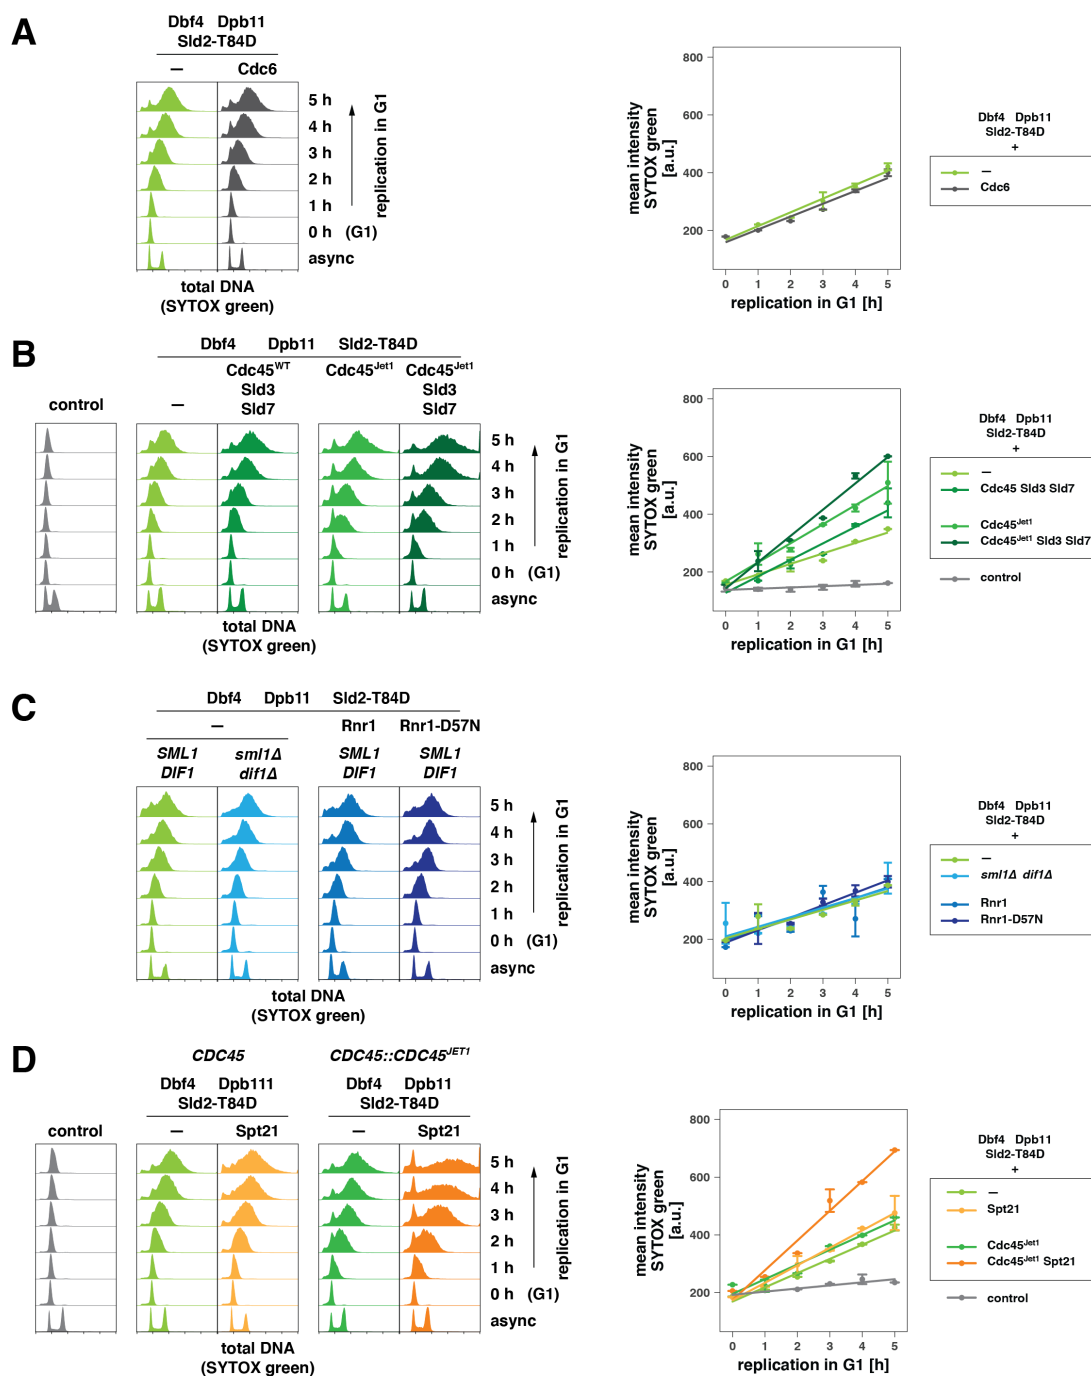 A
Dbf4 Dpb11
Sld2-T84D
— Cdc6
5 h
4 h
3 h
2 h
1 h
0 h (G1)
async
replication in G1
total DNA
(SYTOX green)
mean intensity
SYTOX green
[a.u.]
800
600
400
200
0 1 2 3 4 5
replication in G1 [h]
Dbf4 Dpb11
Sld2-T84D
+
—
Cdc6
B
Dbf4 Dpb11 Sld2-T84D
control
—
Cdc45WT
Sld3
Sld7
Cdc45Jet1
Cdc45Jet1
Sld3
Sld7
5 h
4 h
3 h
2 h
1 h
0 h (G1)
async
replication in G1
total DNA
(SYTOX green)
mean intensity
SYTOX green
[a.u.]
800
600
400
200
0 1 2 3 4 5
replication in G1 [h]
Dbf4 Dpb11
Sld2-T84D
+
—
Cdc45 Sld3 Sld7
Cdc45Jet1
Cdc45Jet1 Sld3 Sld7
control
C
Dbf4 Dpb11 Sld2-T84D
— Rnr1 Rnr1-D57N
SML1 sml1Δ SML1 SML1
DIF1 dif1Δ DIF1 DIF1
5 h
4 h
3 h
2 h
1 h
0 h (G1)
async
replication in G1
total DNA
(SYTOX green)
mean intensity
SYTOX green
[a.u.]
800
600
400
200
0 1 2 3 4 5
replication in G1 [h]
Dbf4 Dpb11
Sld2-T84D
+
—
sml1Δ dif1Δ
Rnr1
Rnr1-D57N
D
CDC45 CDC45::CDC45JET1
Dbf4 Dpb111 Dbf4 Dpb11
Sld2-T84D Sld2-T84D
control — Spt21 — Spt21
5 h
4 h
3 h
2 h
1 h
0 h (G1)
async
replication in G1
total DNA
(SYTOX green)
mean intensity
SYTOX green
[a.u.]
800
600
400
200
0 1 2 3 4 5
replication in G1 [h]
Dbf4 Dpb11
Sld2-T84D
+
—
Spt21
Cdc45Jet1
Cdc45Jet1 Spt21
control